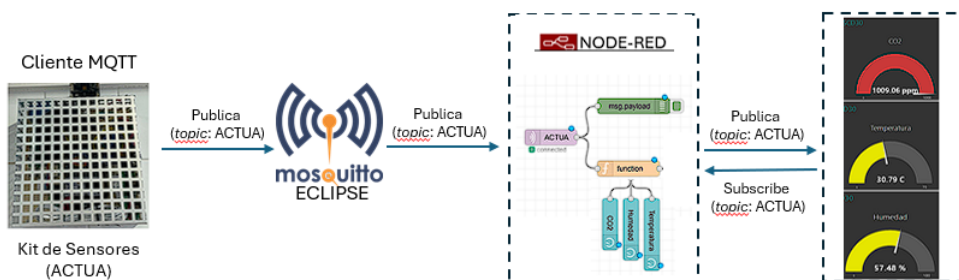 Cliente MQTT
Kit de Sensores
(ACTUA)
Publica
(topic: ACTUA)
mosquitto
ECLIPSE
Publica
(topic: ACTUA)
NODE-RED
msg.payload
ACTUA
connected
function
CO2
Humedad
Temperatura
Publica
(topic: ACTUA)
Subscribe
(topic: ACTUA)
CO2
1009.06 ppm
Temperatura
30.79 C
Humedad
57.48 %